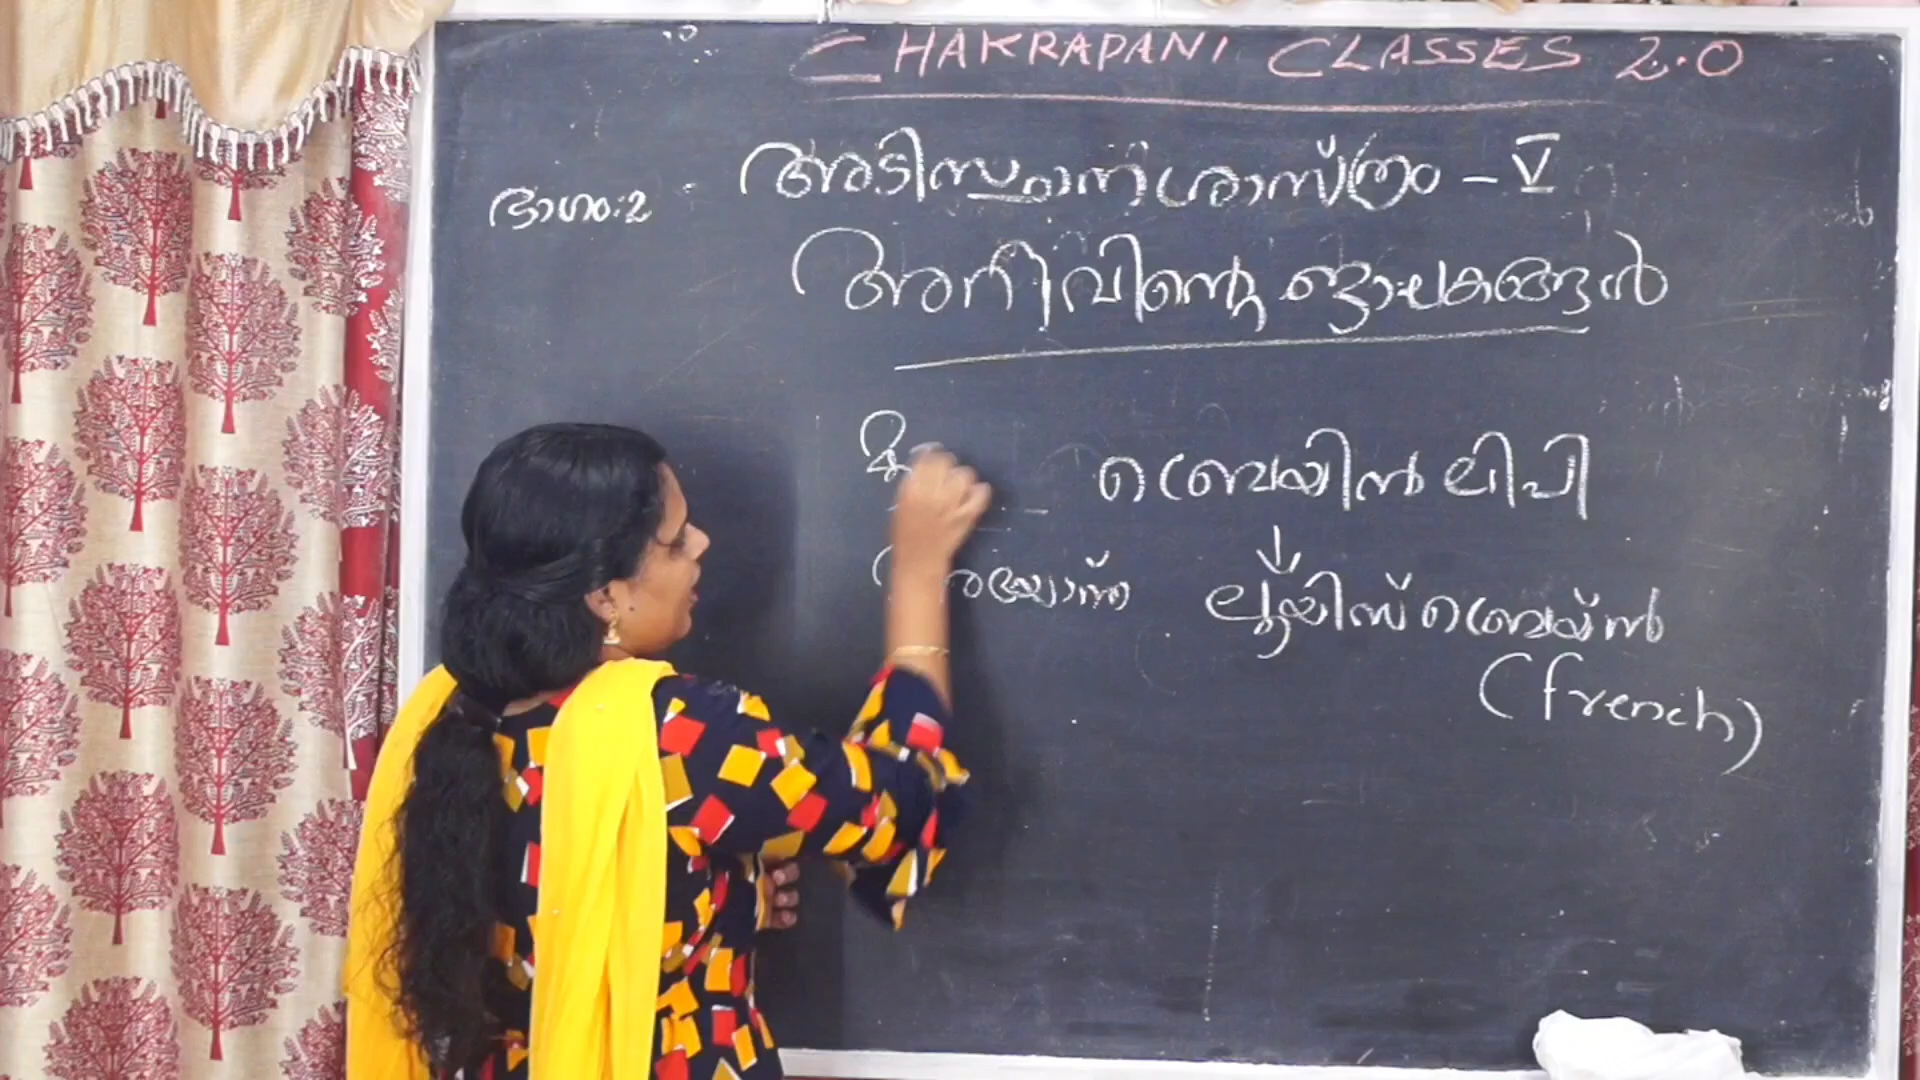 CHAKRAPANI CLASSES 2.0
ഭാഗം:2
അടിസ്ഥാനശാസ്ത്രം - V
അറിവിന്റെ ജാലകങ്ങൾ
ബ്രെയിൽ ലിപി
ലൂയിസ് ബ്രെയ്ൽ
(french)